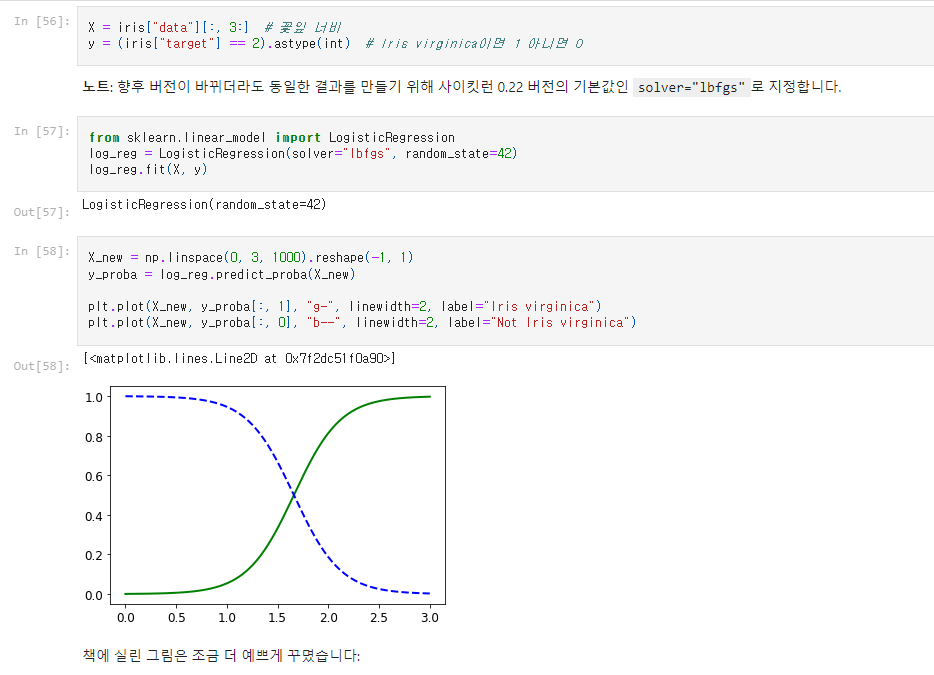 In [56]:
X = iris["data"][:, 3:]  # 꽃잎 너비
y = (iris["target"] == 2).astype(int)  # Iris virginica이면 1 아니면 0
노트: 향후 버전이 바뀌더라도 동일한 결과를 만들기 위해 사이킷런 0.22 버전의 기본값인 solver="lbfgs"로 지정합니다.
In [57]:
from sklearn.linear_model import LogisticRegression
log_reg = LogisticRegression(solver="lbfgs", random_state=42)
log_reg.fit(X, y)
Out[57]:
LogisticRegression(random_state=42)
In [58]:
X_new = np.linspace(0, 3, 1000).reshape(-1, 1)
y_proba = log_reg.predict_proba(X_new)
plt.plot(X_new, y_proba[:, 1], "g-", linewidth=2, label="Iris virginica")
plt.plot(X_new, y_proba[:, 0], "b--", linewidth=2, label="Not Iris virginica")
Out[58]:
[<matplotlib.lines.Line2D at 0x7f2dc51f0a90>]
1.0
0.8
0.6
0.4
0.2
0.0
0.0 0.5 1.0 1.5 2.0 2.5 3.0
책에 실린 그림은 조금 더 예쁘게 꾸몄습니다: